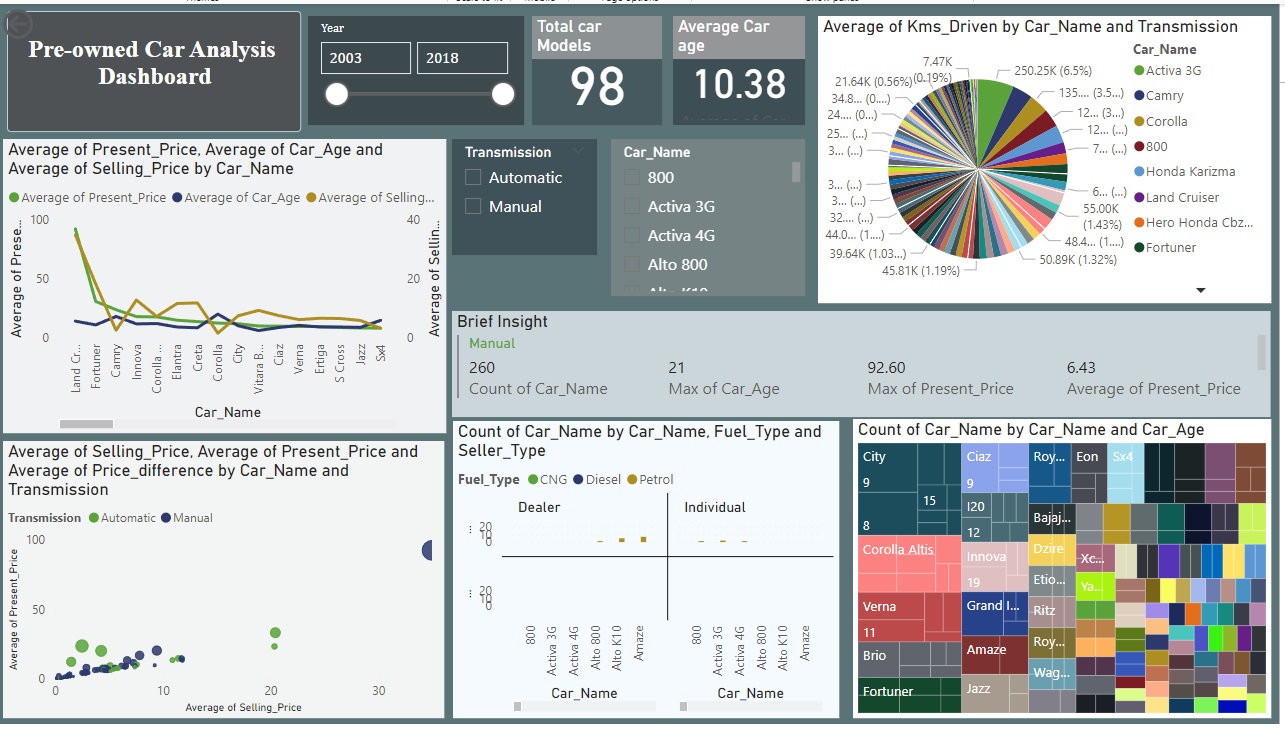 Pre-owned Car Analysis
Dashboard
Year
2003
2018
Total car
Models
98
Average Car
age
10.38
Average of Kms_Driven by Car_Name and Transmission
7.47K
(0.19%)
21.64K (0.56%)
34.8... (0...)
24.... (0...)
25... (...)
3... (...)
3... (...)
3... (...)
32.... (...)
44.0... (1....)
39.64K (1.03...)
45.81K (1.19%)
250.25K (6.5%)
135.... (3.5...)
12... (3...)
12... (...)
7... (...)
6... (...)
55.00K
(1.43%)
48.4... (1....)
50.89K (1.32%)
Car_Name
Activa 3G
Camry
Corolla
800
Honda Karizma
Land Cruiser
Hero Honda Cbz...
Fortuner
Average of Present_Price, Average of Car_Age and
Average of Selling_Price by Car_Name
Average of Present_Price
Average of Car_Age
Average of Selling...
100
50
0
Average of Prese...
40
20
0
Average of Sellin...
Land Cr...
Fortuner
Camry
Innova
Corolla ...
Elantra
Creta
Corolla
City
Vitara B...
Ciaz
Verna
Ertiga
S Cross
Jazz
Sx4
Car_Name
Transmission
Automatic
Manual
Car_Name
800
Activa 3G
Activa 4G
Alto 800
Brief Insight
Manual
260
Count of Car_Name
21
Max of Car_Age
92.60
Max of Present_Price
6.43
Average of Present_Price
Average of Selling_Price, Average of Present_Price and
Average of Price_difference by Car_Name and
Transmission
Transmission
Automatic
Manual
100
50
0
Average of Present_Price
0
10
20
30
Average of Selling_Price
Count of Car_Name by Car_Name, Fuel_Type and
Seller_Type
Fuel_Type
CNG
Diesel
Petrol
Dealer
Individual
20
10
0
20
10
0
800
Activa 3G
Activa 4G
Alto 800
Alto K10
Amaze
Car_Name
800
Activa 3G
Activa 4G
Alto 800
Alto K10
Amaze
Car_Name
Count of Car_Name by Car_Name and Car_Age
City
9
15
8
Corolla Altis
Verna
11
Brio
Fortuner
Ciaz
9
I20
12
Innova
19
Grand I...
Amaze
Jazz
Roy...
Bajaj...
Dzire
Etio...
Ritz
Roy...
Wag...
Eon
Xc...
Ya...
Sx4